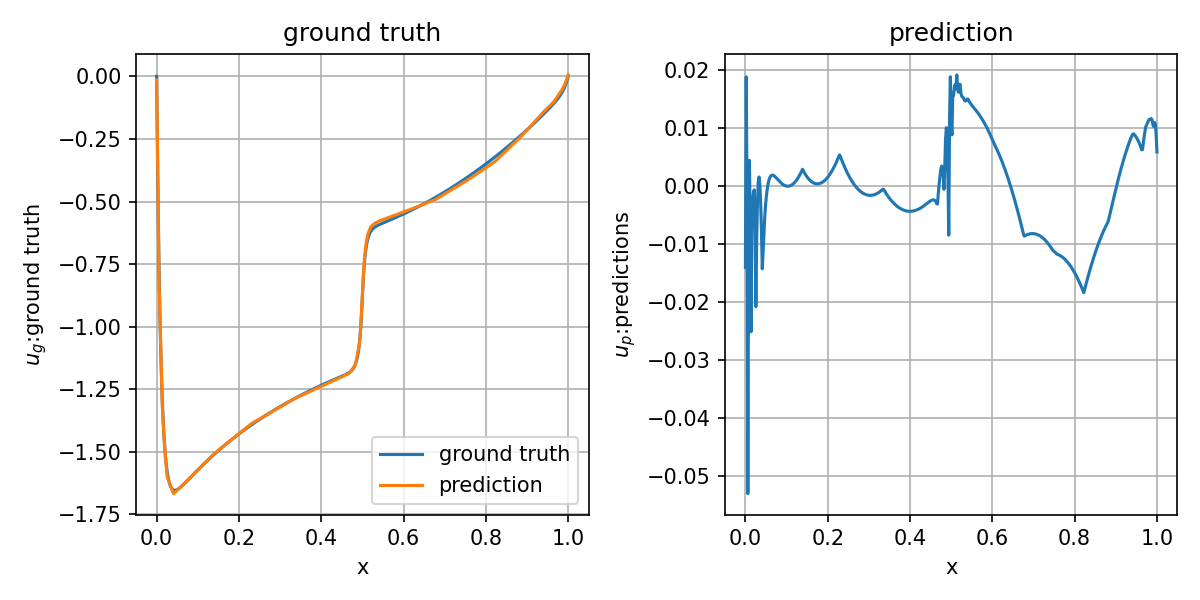 ground truth
0.00
−0.25
−0.50
−0.75
−1.00
−1.25
−1.50
−1.75
u_g:ground truth
0.0 0.2 0.4 0.6 0.8 1.0
x
ground truth
prediction
prediction
0.02
0.01
0.00
−0.01
−0.02
−0.03
−0.04
−0.05
u_p:predictions
0.0 0.2 0.4 0.6 0.8 1.0
x